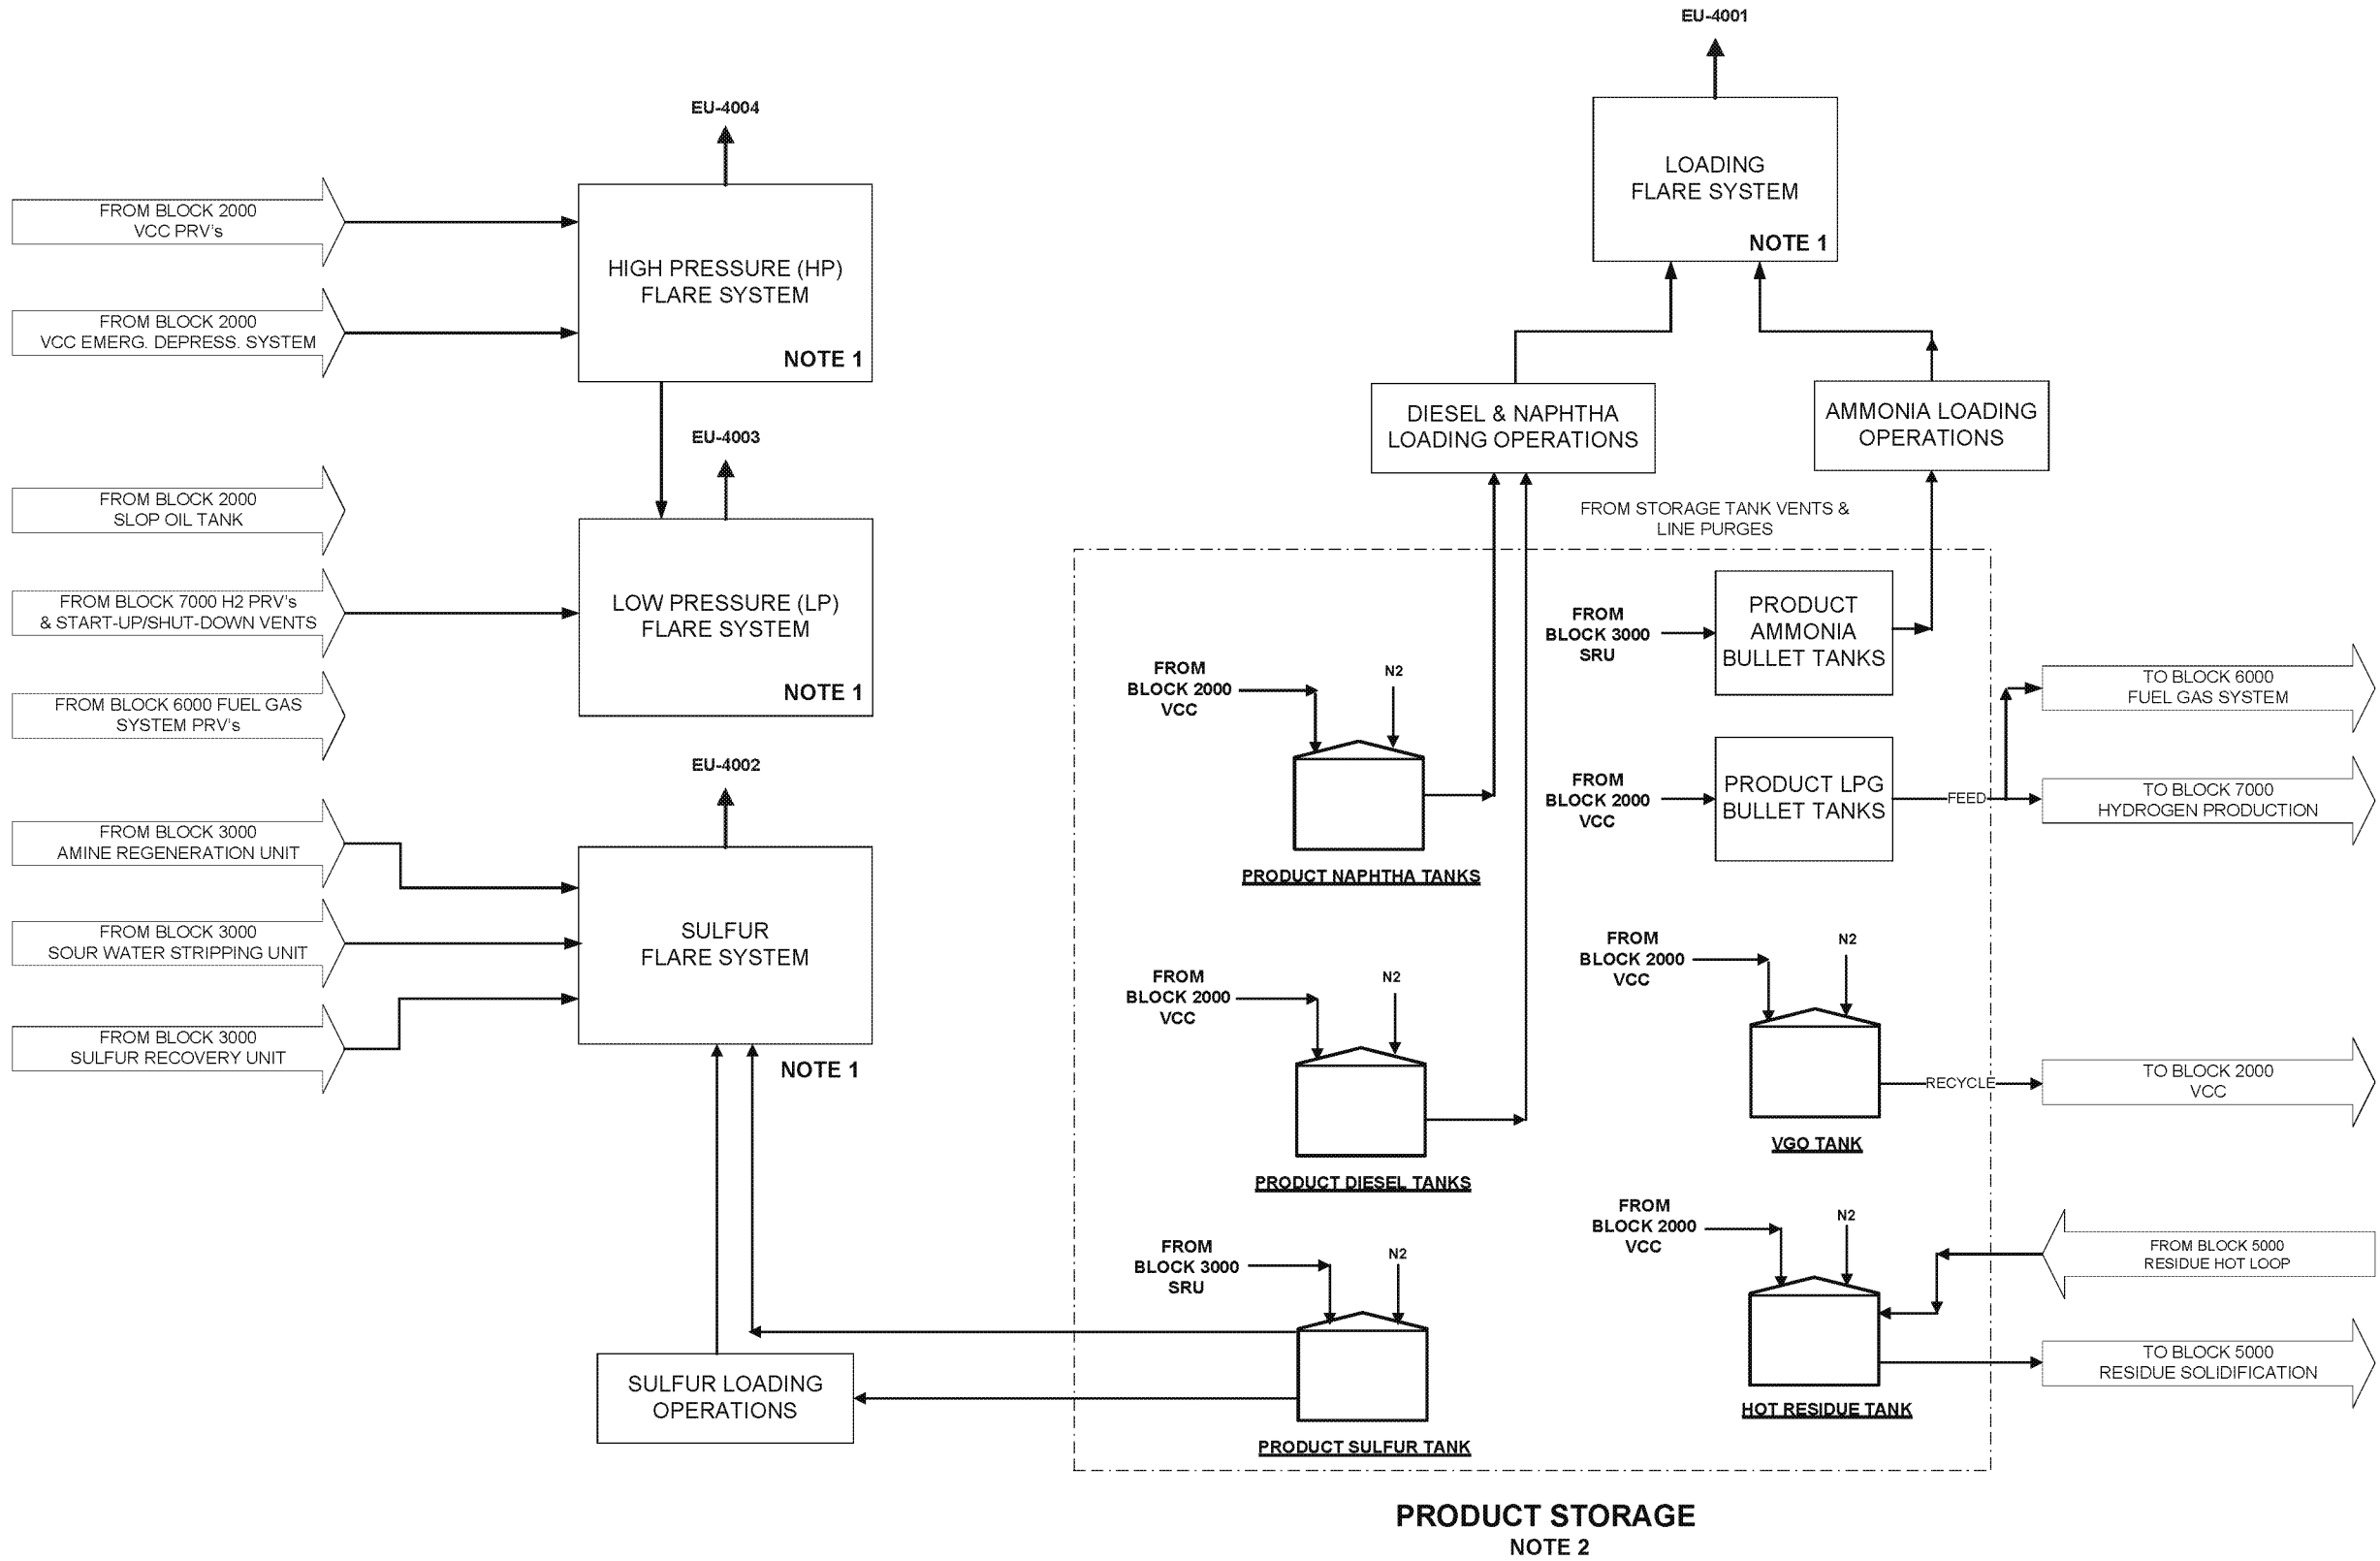 EU-4001
LOADING
FLARE SYSTEM
NOTE 1
EU-4004
FROM BLOCK 2000
VCC PRV's
FROM BLOCK 2000
VCC EMERG. DEPRESS. SYSTEM
HIGH PRESSURE (HP)
FLARE SYSTEM
NOTE 1
EU-4003
FROM BLOCK 2000
SLOP OIL TANK
FROM BLOCK 7000 H2 PRV's
& START-UP/SHUT-DOWN VENTS
FROM BLOCK 6000 FUEL GAS
SYSTEM PRV's
LOW PRESSURE (LP)
FLARE SYSTEM
NOTE 1
EU-4002
FROM BLOCK 3000
AMINE REGENERATION UNIT
FROM BLOCK 3000
SOUR WATER STRIPPING UNIT
FROM BLOCK 3000
SULFUR RECOVERY UNIT
SULFUR
FLARE SYSTEM
NOTE 1
SULFUR LOADING
OPERATIONS
DIESEL & NAPHTHA
LOADING OPERATIONS
AMMONIA LOADING
OPERATIONS
FROM STORAGE TANK VENTS &
LINE PURGES
FROM
BLOCK 3000
SRU
PRODUCT
AMMONIA
BULLET TANKS
FROM
BLOCK 2000
VCC
N2
PRODUCT NAPHTHA TANKS
FROM
BLOCK 2000
VCC
PRODUCT LPG
BULLET TANKS
FEED
TO BLOCK 6000
FUEL GAS SYSTEM
TO BLOCK 7000
HYDROGEN PRODUCTION
FROM
BLOCK 2000
VCC
N2
PRODUCT DIESEL TANKS
FROM
BLOCK 2000
VCC
N2
VGO TANK
RECYCLE
TO BLOCK 2000
VCC
FROM
BLOCK 3000
SRU
N2
PRODUCT SULFUR TANK
FROM
BLOCK 2000
VCC
N2
HOT RESIDUE TANK
FROM BLOCK 5000
RESIDUE HOT LOOP
TO BLOCK 5000
RESIDUE SOLIDIFICATION
PRODUCT STORAGE
NOTE 2